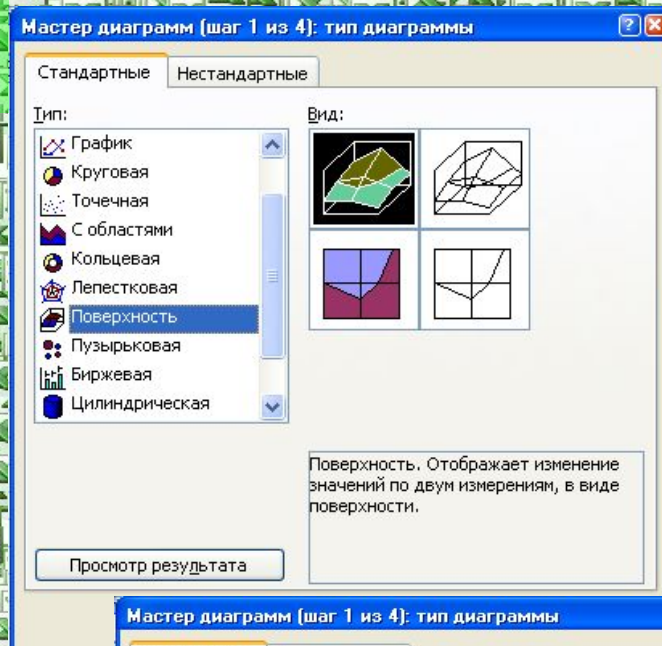 Мастер диаграмм (шаг 1 из 4): тип диаграммы
Стандартные
Нестандартные
Тип:
График
Круговая
Точечная
С областями
Кольцевая
Лепестковая
Поверхность
Пузырьковая
Биржевая
Цилиндрическая
Вид:
Поверхность. Отображает изменение
значений по двум измерениям, в виде
поверхности.
Просмотр результата
Мастер диаграмм (шаг 1 из 4): тип диаграммы